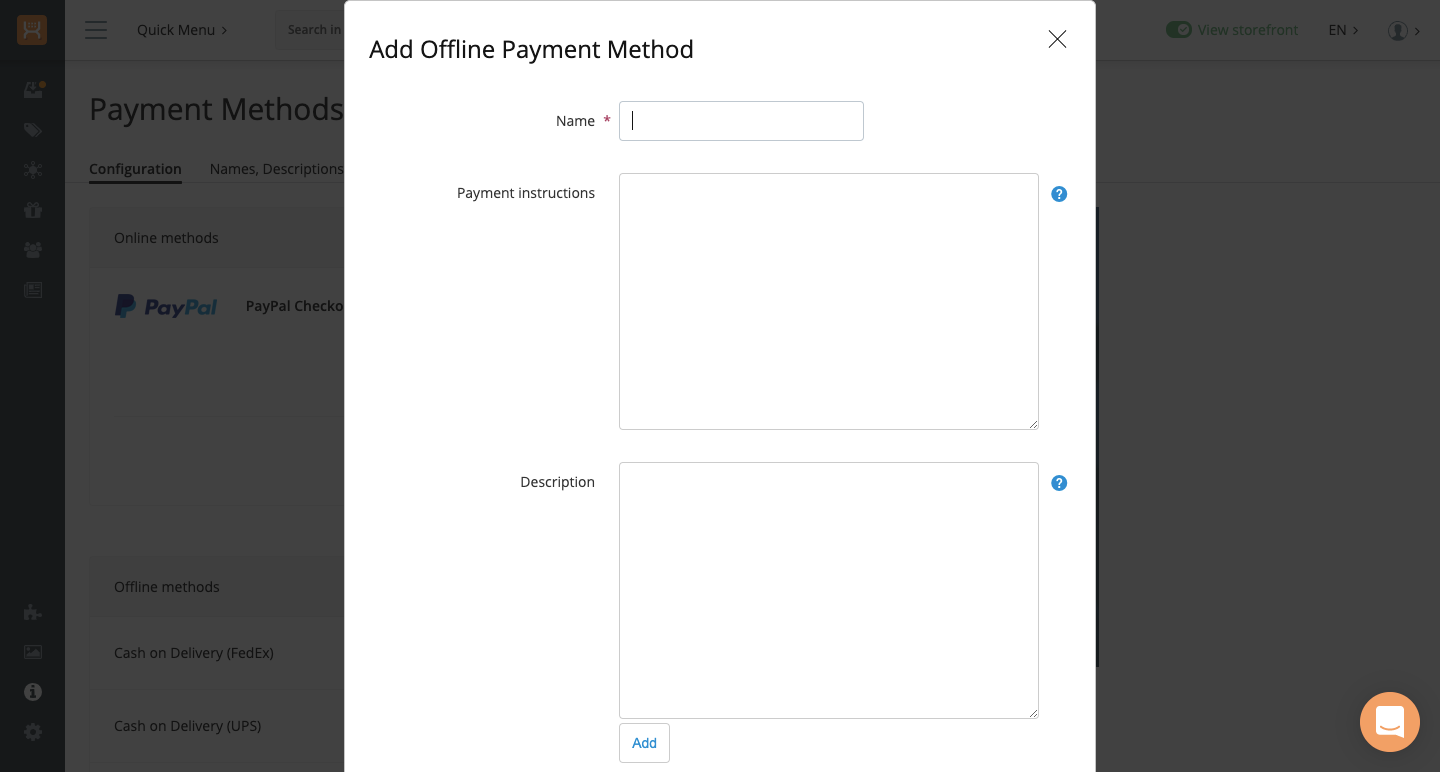 Quick Menu
Search in
View storefront
EN
Add Offline Payment Method
Payment Methods
Name *
Configuration
Names, Descriptions
Payment instructions
?
Online methods
PayPal
PayPal Checko
Description
?
Offline methods
Cash on Delivery (FedEx)
Cash on Delivery (UPS)
Add